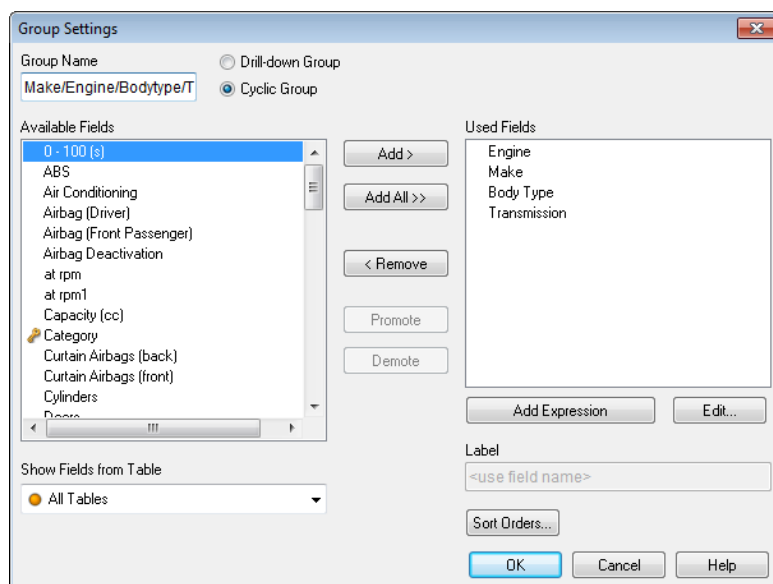 Group Settings
Group Name
Drill-down Group
Make/Engine/Bodytype/T
Cyclic Group
Available Fields
0 - 100 (s)
ABS
Air Conditioning
Airbag (Driver)
Airbag (Front Passenger)
Airbag Deactivation
at rpm
at rpm1
Capacity (cc)
Category
Curtain Airbags (back)
Curtain Airbags (front)
Cylinders
Doors
Add >
Add All >>
< Remove
Promote
Demote
Used Fields
Engine
Make
Body Type
Transmission
Add Expression
Edit...
Label
<use field name>
Show Fields from Table
All Tables
Sort Orders...
OK
Cancel
Help